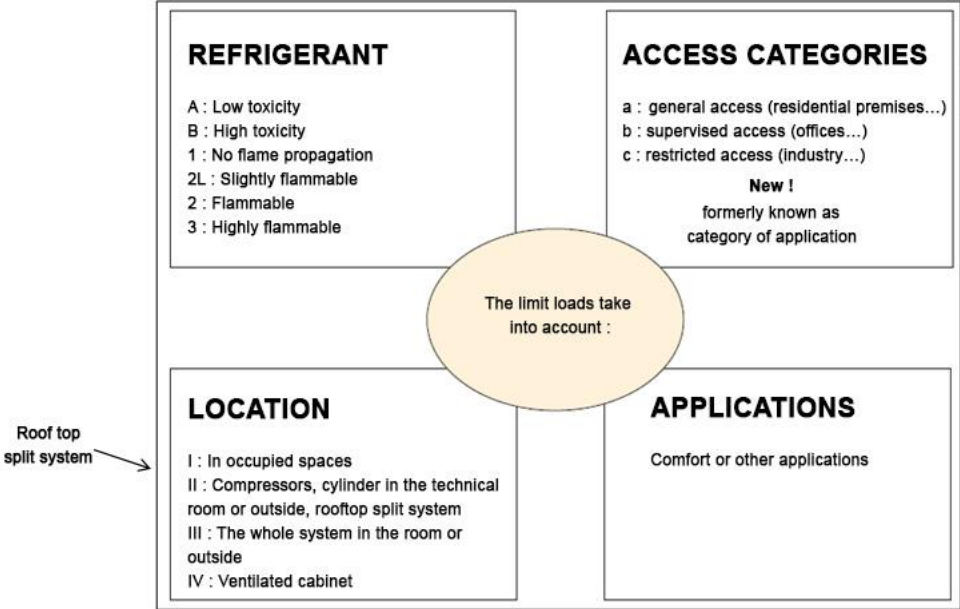 REFRIGERANT
A : Low toxicity
B : High toxicity
1 : No flame propagation
2L : Slightly flammable
2 : Flammable
3 : Highly flammable
ACCESS CATEGORIES
a : general access (residential premises...)
b : supervised access (offices...)
c : restricted access (industry...)
New !
formerly known as
category of application
The limit loads take
into account :
Roof top
split system
LOCATION
I : In occupied spaces
II : Compressors, cylinder in the technical
room or outside, rooftop split system
III : The whole system in the room or
outside
IV : Ventilated cabinet
APPLICATIONS
Comfort or other applications